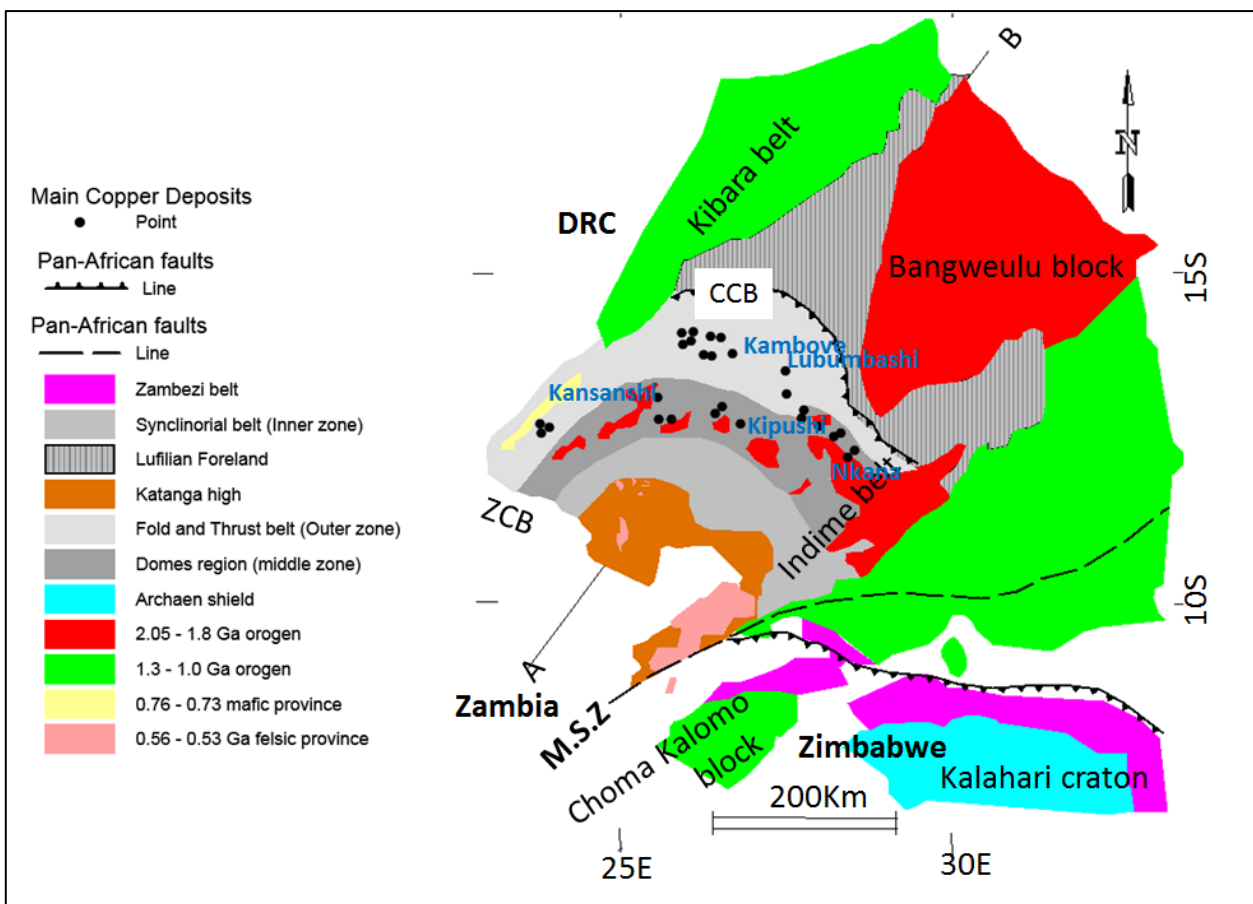 Main Copper Deposits
Point
Pan-African faults
Line
Pan-African faults
Line
Zambezi belt
Synclinorial belt (Inner zone)
Lufilian Foreland
Katanga high
Fold and Thrust belt (Outer zone)
Domes region (middle zone)
Archaen shield
2.05 - 1.8 Ga orogen
1.3 - 1.0 Ga orogen
0.76 - 0.73 mafic province
0.56 - 0.53 Ga felsic province
B
N
Kibara belt
DRC
Bangweulu block
15S
CCB
Kambove
Lubumbashi
Kansanshi
Kipushi
Nkana
ZCB
Indime belt
10S
A
Zambia
M.S.Z
Choma Kalomo
block
Zimbabwe
Kalahari craton
200Km
25E
30E